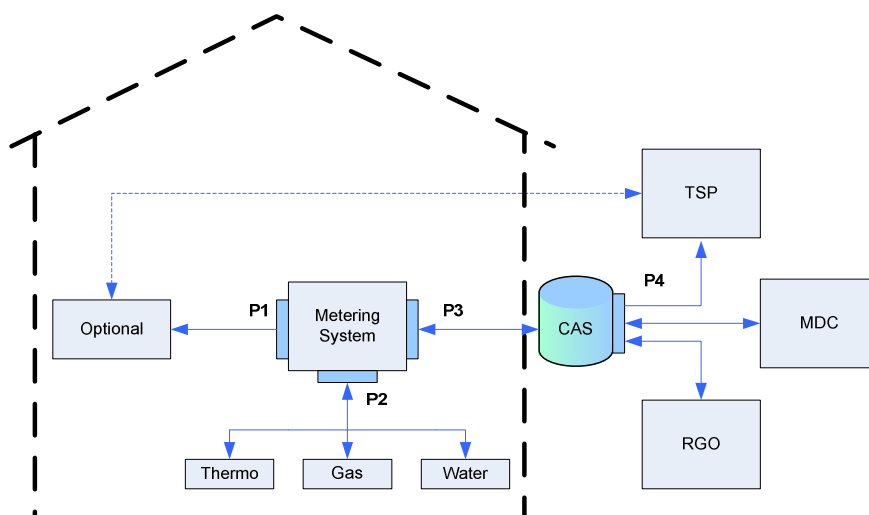 TSP
P4
P1
Metering
System
P3
Optional
CAS
MDC
P2
RGO
Thermo
Gas
Water